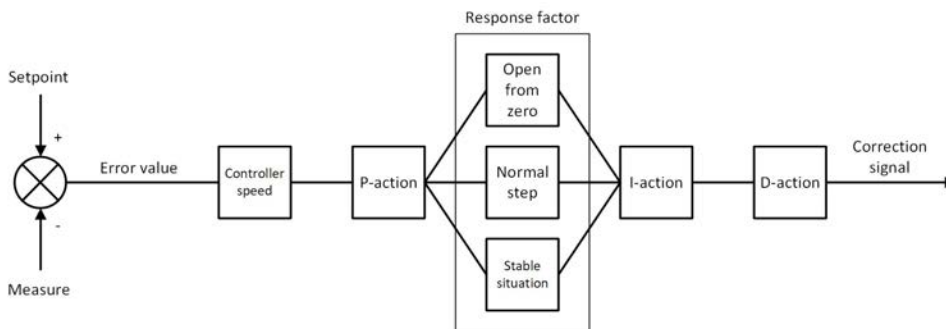 Response factor
Setpoint
+
Error value
-
Measure
Controller
speed
P-action
Open
from
zero
Normal
step
Stable
situation
I-action
D-action
Correction
signal